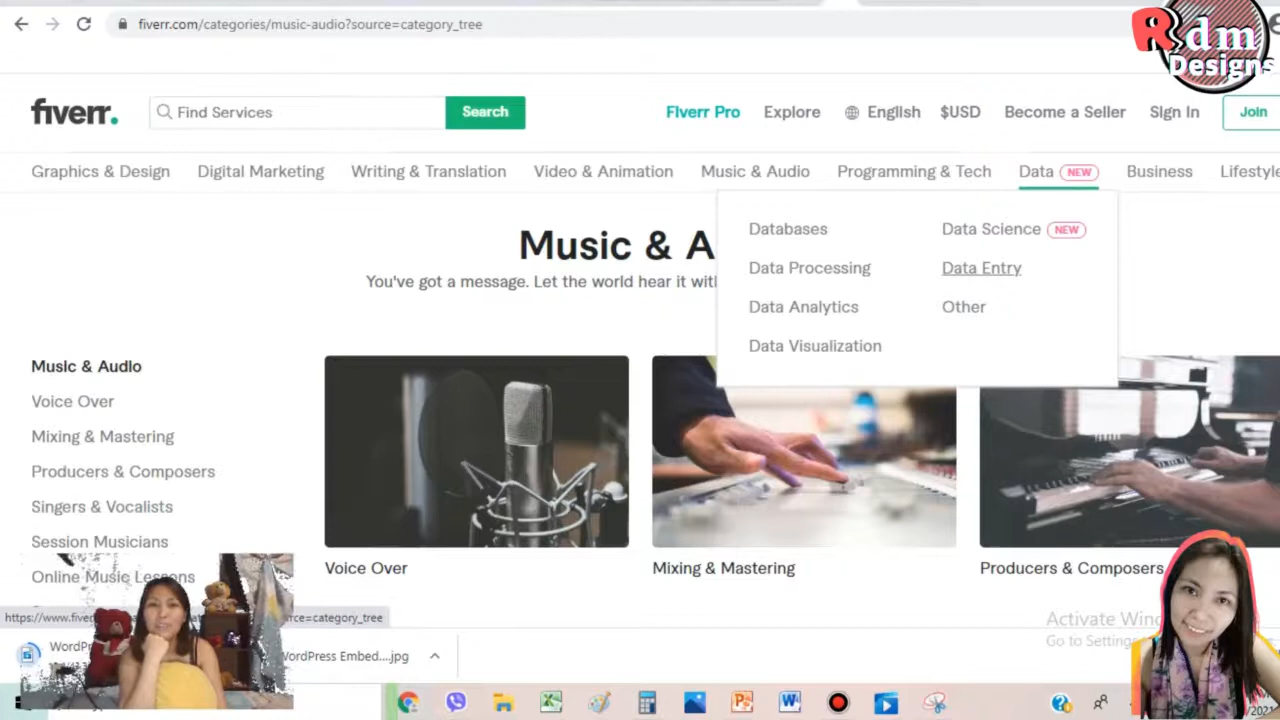 fiverr.com/categories/music-audio?source=category_tree
Rdm
Designs
fiverr.
Find Services
Search
Fiverr Pro
Explore
English
$USD
Become a Seller
Sign In
Join
Graphics & Design
Digital Marketing
Writing & Translation
Video & Animation
Music & Audio
Programming & Tech
Data NEW
Business
Lifestyle
Databases
Data Science NEW
Data Processing
Data Entry
Data Analytics
Other
Data Visualization
Music & A
You've got a message. Let the world hear it with
Music & Audio
Voice Over
Mixing & Mastering
Producers & Composers
Singers & Vocalists
Session Musicians
Online Music Lessons
Voice Over
Mixing & Mastering
Producers & Composers
https://www.fiver
rce=category_tree
WordPr
WordPress Embed....jpg
Activate Win
Go to Settings
/2021